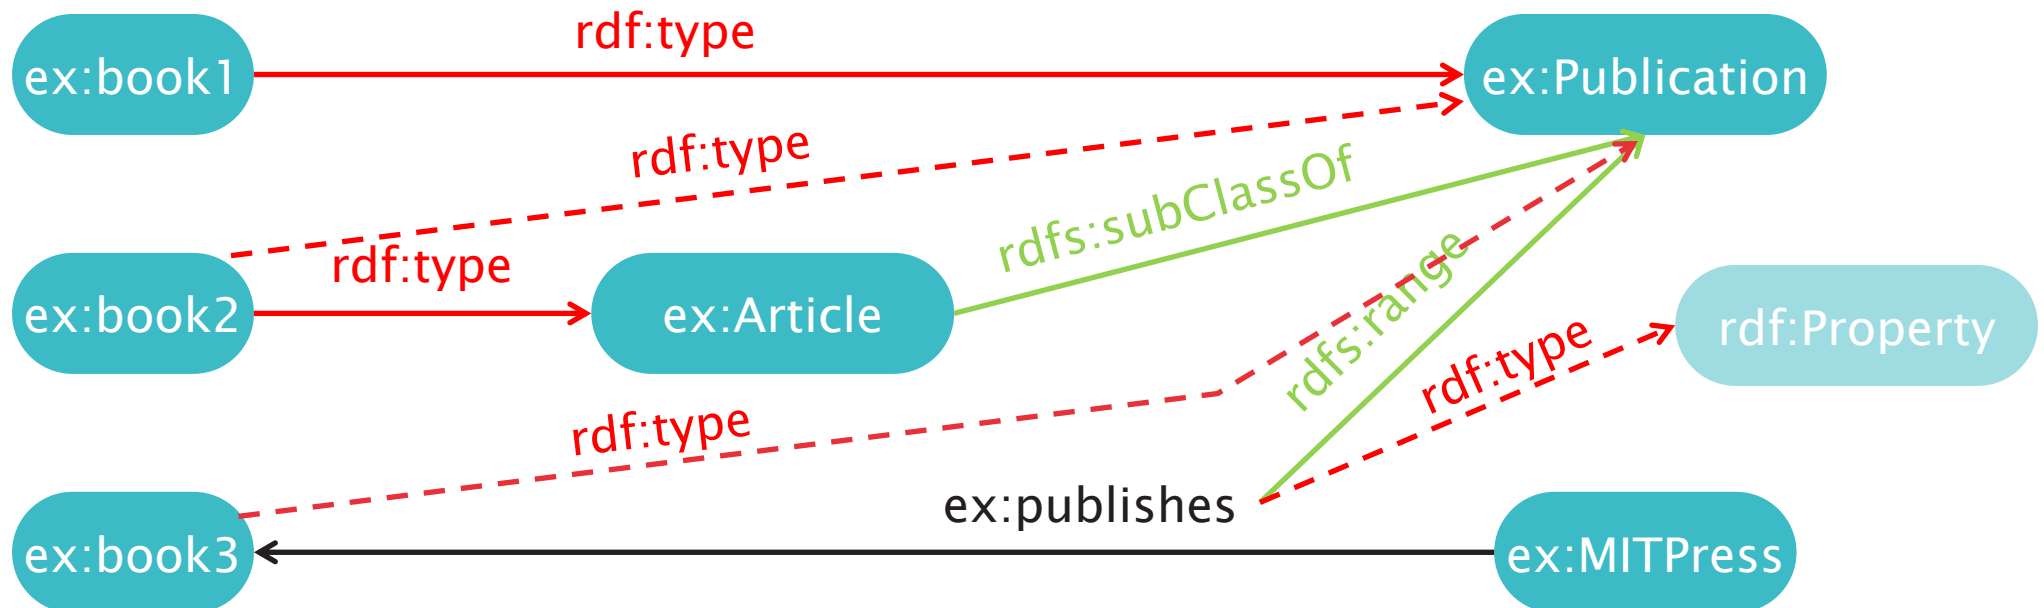 rdf:type
ex:book1
ex:Publication
rdf:type
rdfs:subClassOf
rdf:type
ex:book2
ex:Article
rdfs:range
rdf:type
rdf:Property
rdf:type
ex:publishes
ex:book3
ex:MITPress